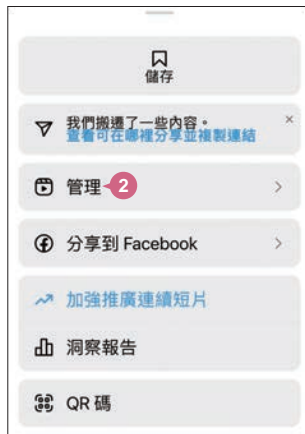 儲存
我們搬遷了一些內容。
查看可在哪裡分享並複製連結
管理 2
分享到 Facebook
加強推廣連續短片
洞察報告
QR 碼